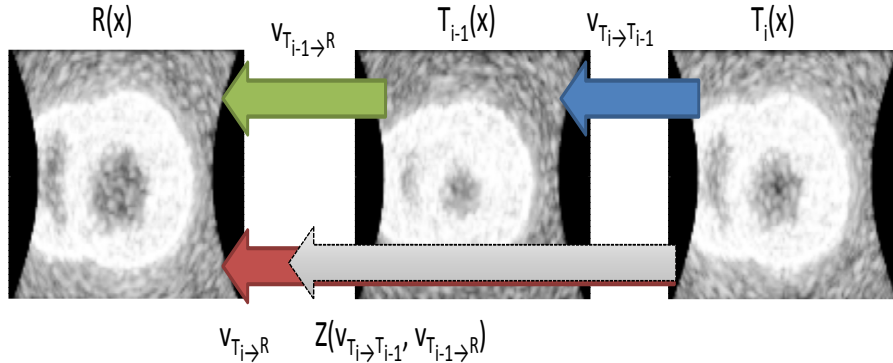 R(x) T_{i-1}(x) T_i(x)
v_{T_{i-1}→R} v_{T_i→T_{i-1}}
v_{T_i→R} Z(v_{T_i→T_{i-1}}, v_{T_{i-1}→R})